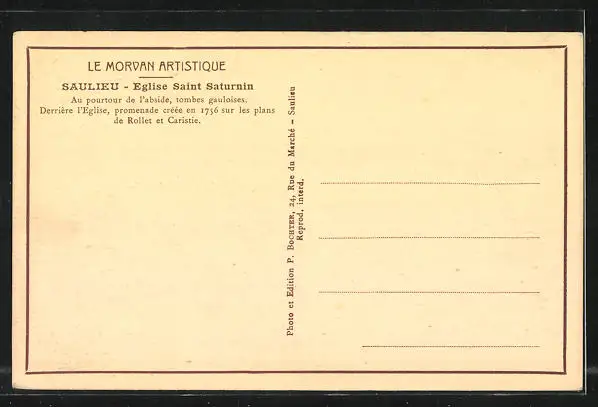 LE MORVAN ARTISTIQUE
SAULIEU - Eglise Saint Saturnin
Au pourtour de l'abside, tombes gauloises.
Derrière l'Eglise, promenade créée en 1756 sur les plans
de Rollet et Caristie.
Photo et Edition P. BOCHTER, 24, Rue du Marché - Saulieu
Reprod. interd.